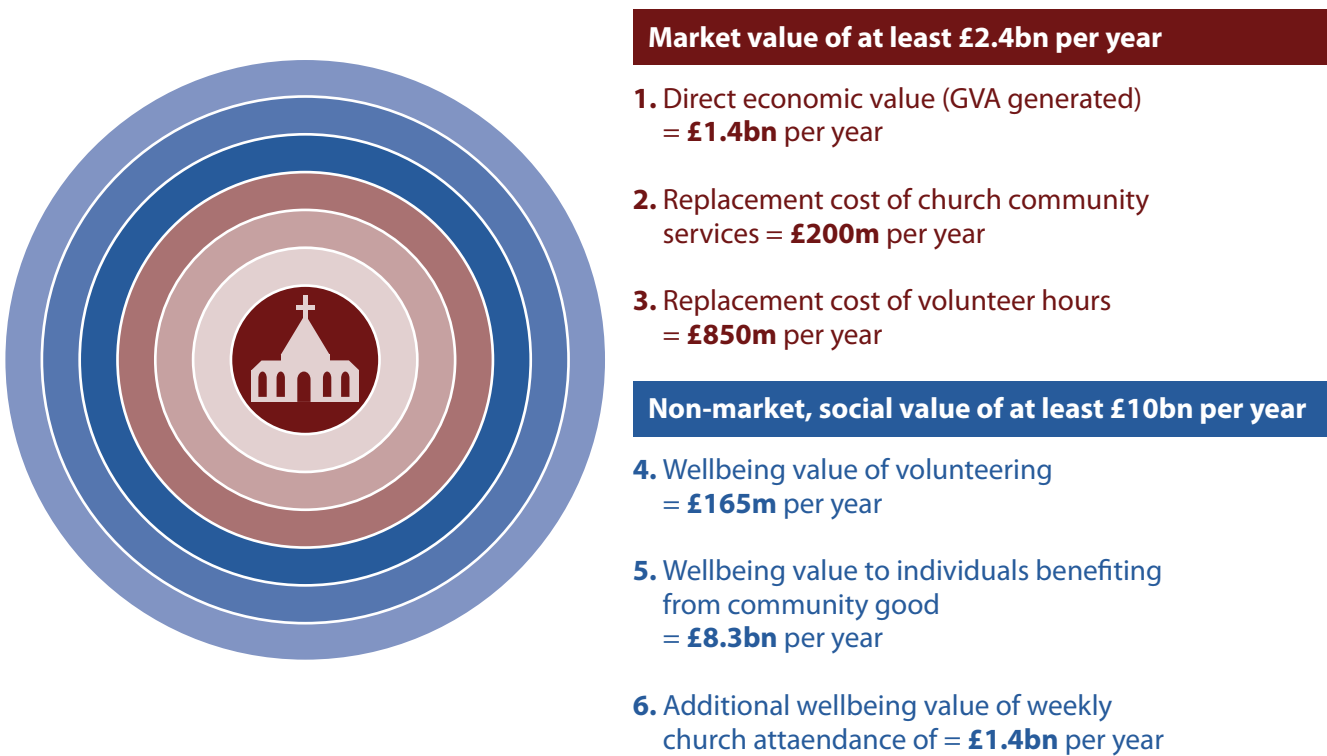 Market value of at least £2.4bn per year
1. Direct economic value (GVA generated)
= £1.4bn per year
2. Replacement cost of church community
services = £200m per year
3. Replacement cost of volunteer hours
= £850m per year
Non-market, social value of at least £10bn per year
4. Wellbeing value of volunteering
= £165m per year
5. Wellbeing value to individuals benefiting
from community good
= £8.3bn per year
6. Additional wellbeing value of weekly
church attaendance of = £1.4bn per year